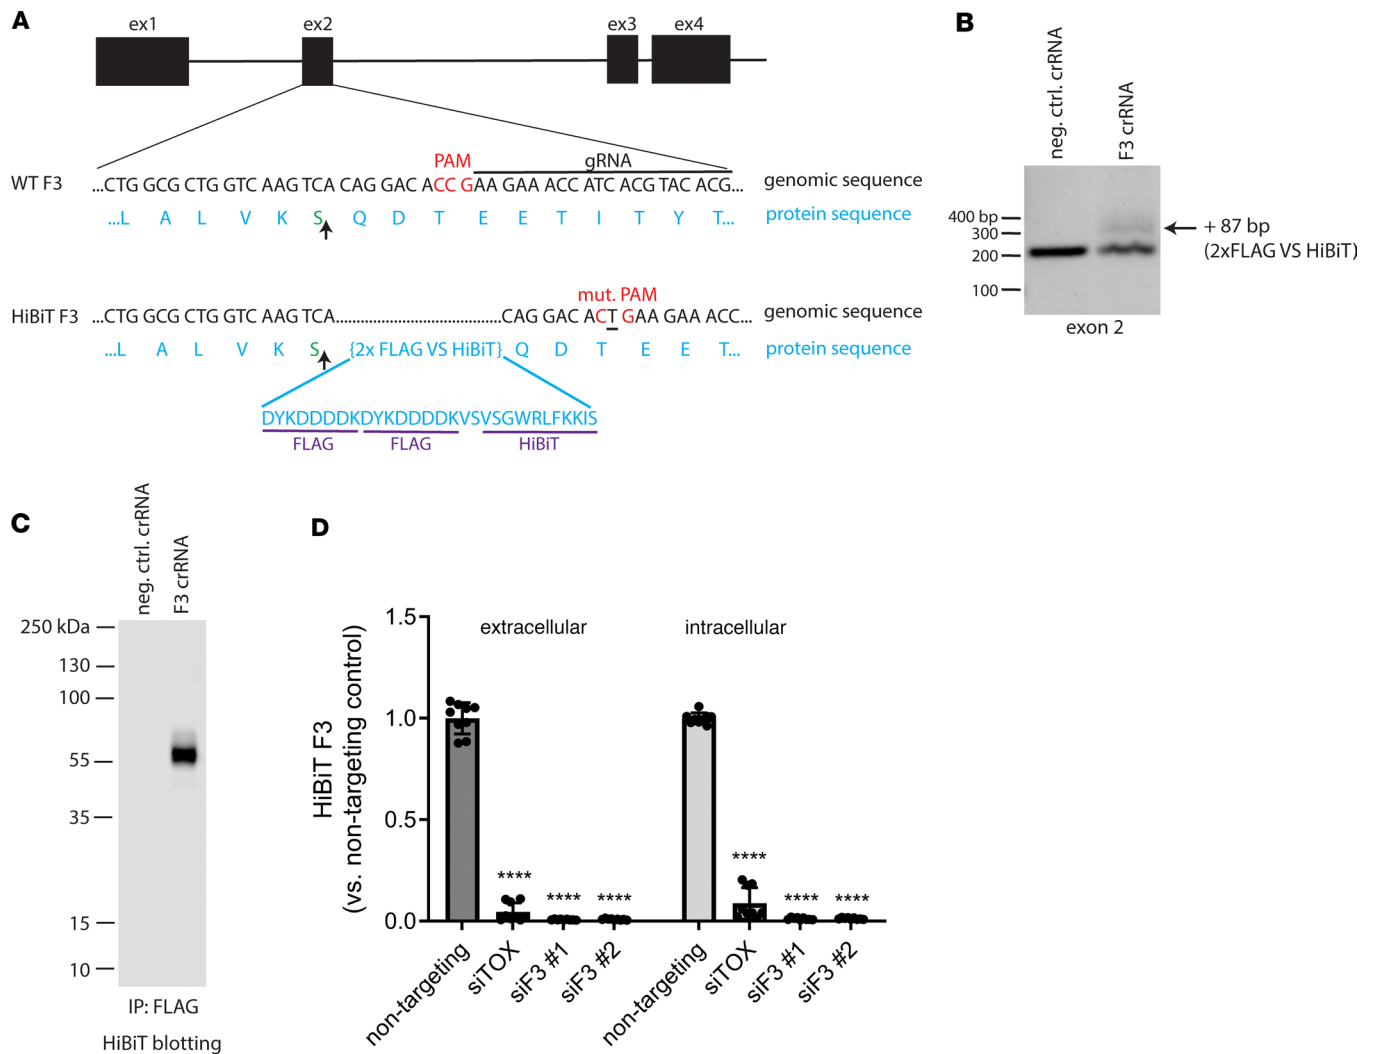 A
ex1 ex2 ex3 ex4
PAM gRNA
WT F3 ...CTG GCG CTG GTC AAG TCA CAG GAC ACC GAA GAA ACC ATC ACG TAC ACG... genomic sequence
...L A L V K S Q D T E E T I T Y T... protein sequence
mut. PAM
HiBiT F3 ...CTG GCG CTG GTC AAG TCA.................................CAG GAC ACT GAA GAA ACC... genomic sequence
...L A L V K S {2x FLAG VS HiBiT} Q D T E E T... protein sequence
DYKDDDDKDYKDDDDKVSVSGWRLFKKIS
FLAG FLAG HiBiT
B
neg. ctrl. crRNA
F3 crRNA
400 bp
300
200
100
+ 87 bp
(2xFLAG VS HiBiT)
exon 2
C
neg. ctrl. crRNA
F3 crRNA
250 kDa
130
100
55
35
15
10
IP: FLAG
HiBiT blotting
D
HiBiT F3
(vs. non-targeting control)
1.5
1.0
0.5
0.0
extracellular intracellular
**** **** **** **** **** ****
non-targeting siTOX siF3 #1 siF3 #2 non-targeting siTOX siF3 #1 siF3 #2